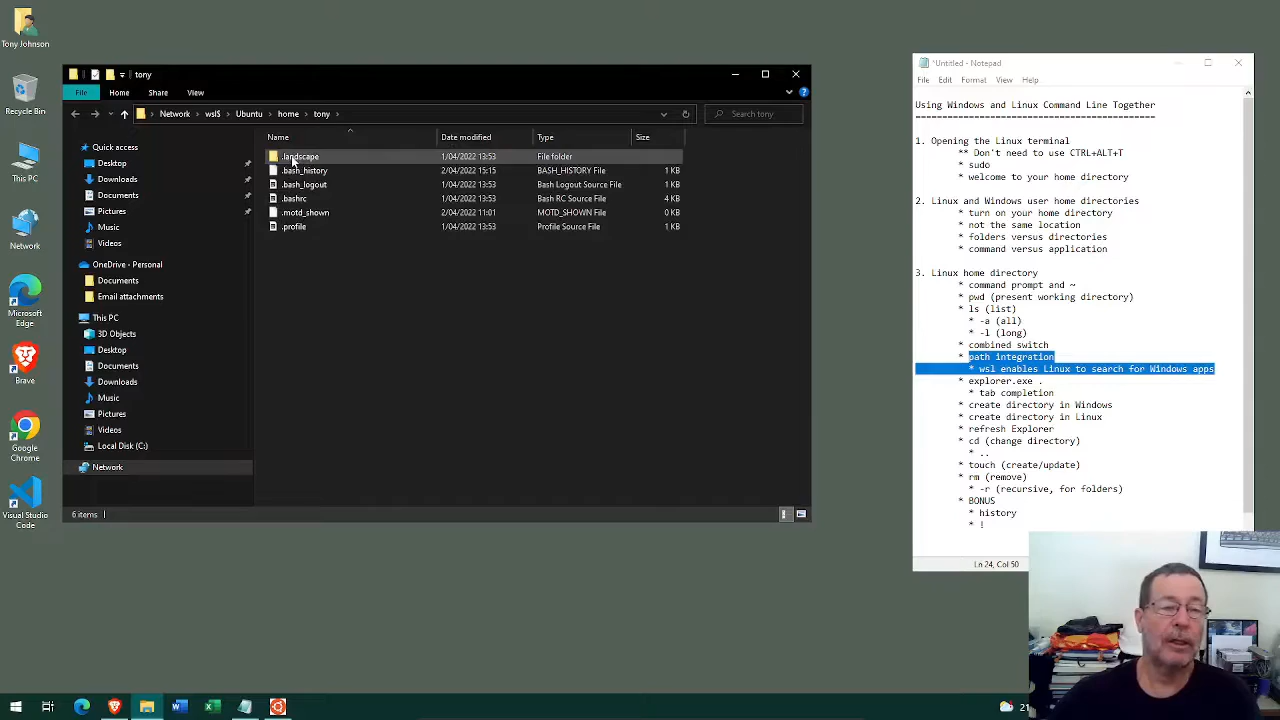 Tony Johnson
Recycle Bin
This PC
Network
Microsoft
Edge
Brave
Google
Chrome
Visual Studio
Code
tony
File
Home
Share
View
Network
wsl$
Ubuntu
home
tony
Search tony
Name
Date modified
Type
Size
.landscape
1/04/2022 13:53
File folder
.bash_history
2/04/2022 15:15
BASH_HISTORY File
1 KB
.bash_logout
1/04/2022 13:53
Bash Logout Source File
1 KB
.bashrc
1/04/2022 13:53
Bash RC Source File
4 KB
.motd_shown
2/04/2022 11:01
MOTD_SHOWN File
0 KB
.profile
1/04/2022 13:53
Profile Source File
1 KB
Quick access
Desktop
Downloads
Documents
Pictures
Music
Videos
OneDrive - Personal
Documents
Email attachments
This PC
3D Objects
Desktop
Documents
Downloads
Music
Pictures
Videos
Local Disk (C:)
Network
6 items
*Untitled - Notepad
File Edit Format View Help
Using Windows and Linux Command Line Together
---------------------------------------------
1. Opening the Linux terminal
** Don't need to use CTRL+ALT+T
* sudo
* welcome to your home directory
2. Linux and Windows user home directories
* turn on your home directory
* not the same location
* folders versus directories
* command versus application
3. Linux home directory
* command prompt and ~
* pwd (present working directory)
* ls (list)
* -a (all)
* -l (long)
* combined switch
* path integration
* wsl enables Linux to search for Windows apps
* explorer.exe .
* tab completion
* create directory in Windows
* create directory in Linux
* refresh Explorer
* cd (change directory)
* ..
* touch (create/update)
* rm (remove)
* -r (recursive, for folders)
* BONUS
* history
* !
Ln 24, Col 50